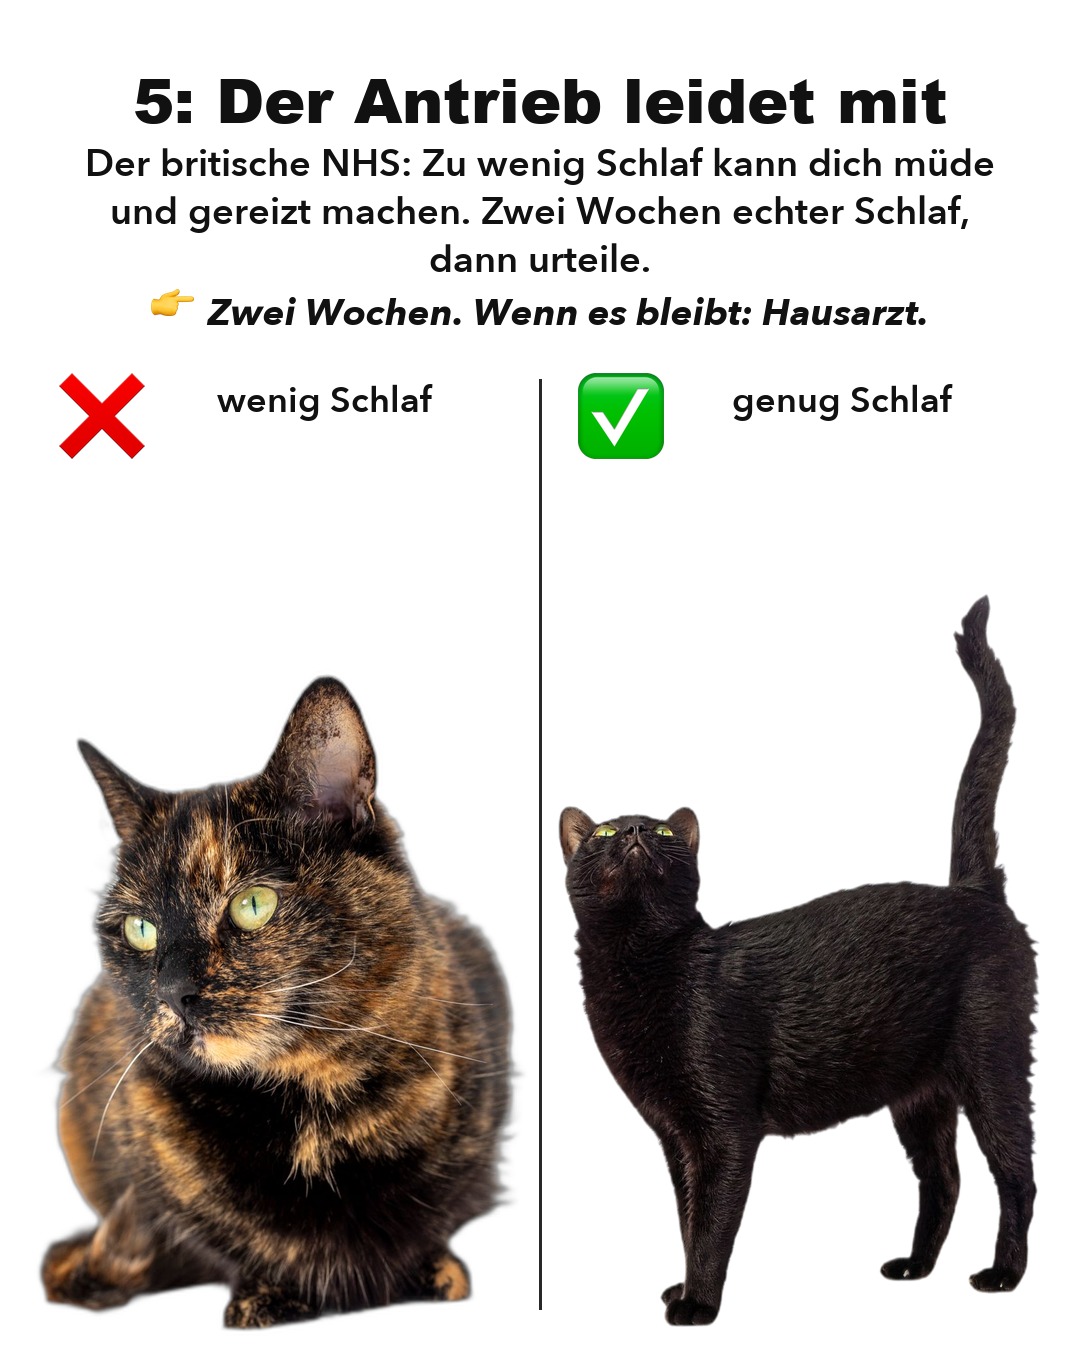 5: Der Antrieb leidet mit
Der britische NHS: Zu wenig Schlaf kann dich müde
und gereizt machen. Zwei Wochen echter Schlaf,
dann urteile.
👉 Zwei Wochen. Wenn es bleibt: Hausarzt.
❌ wenig Schlaf
✅ genug Schlaf